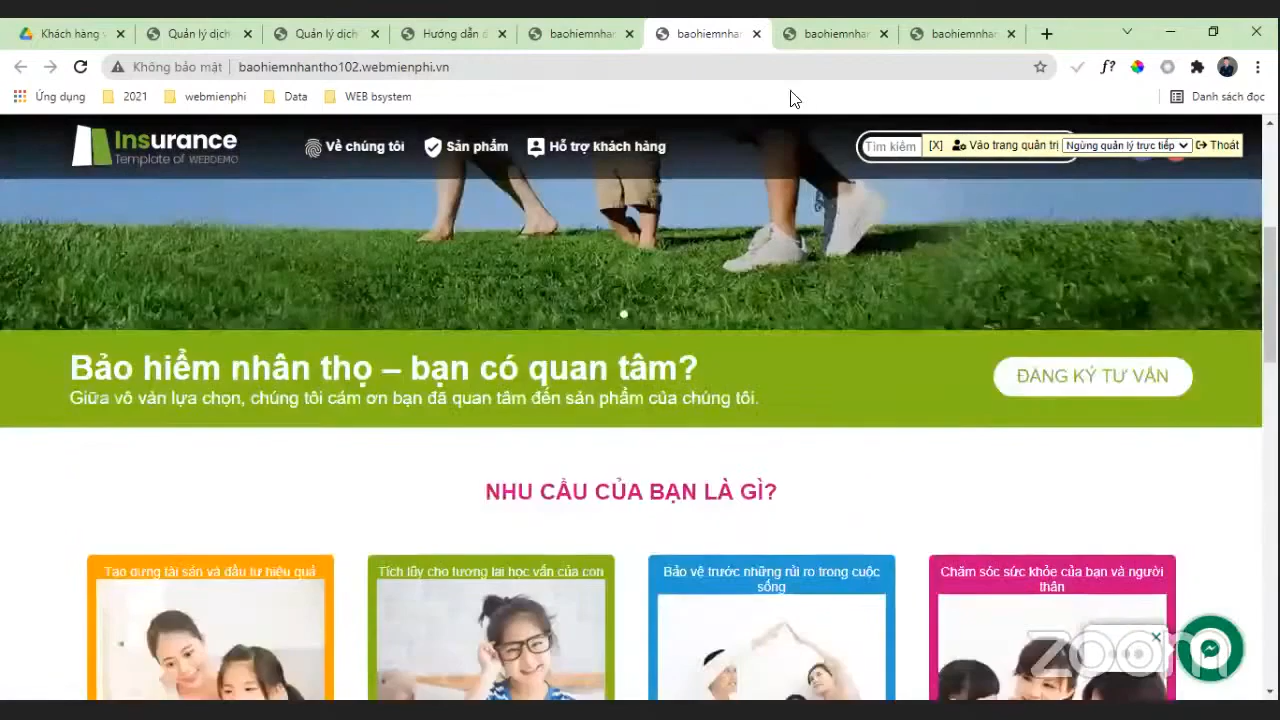 Khách hàng
Quản lý dịch
Quản lý dịch
Hướng dẫn
baohiemnhan
baohiemnhan
baohiemnhan
baohiemnhan
Không bảo mật
baohiemnhantho102.webmienphi.vn
f?
Ứng dụng
2021
webmienphi
Data
WEB bsystem
Danh sách đọc
Insurance
Template of WEBDEMO
Về chúng tôi
Sản phẩm
Hỗ trợ khách hàng
Tìm kiếm
[X]
Vào trang quản trị
Ngừng quản lý trực tiếp
Thoát
Bảo hiểm nhân thọ – bạn có quan tâm?
Giữa vô vàn lựa chọn, chúng tôi cám ơn bạn đã quan tâm đến sản phẩm của chúng tôi.
ĐĂNG KÝ TƯ VẤN
NHU CẦU CỦA BẠN LÀ GÌ?
Tạo dựng tài sản và đầu tư hiệu quả
Tích lũy cho tương lai học vấn của con
Bảo vệ trước những rủi ro trong cuộc
sống
Chăm sóc sức khỏe của bạn và người
thân
zoom